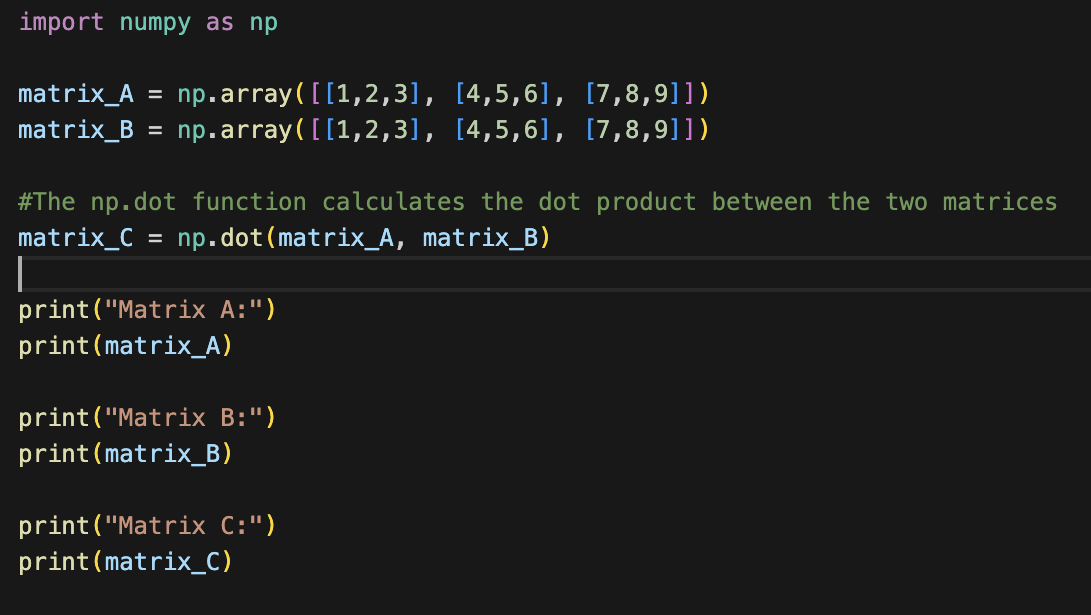 import numpy as np
matrix_A = np.array([[1,2,3], [4,5,6], [7,8,9]])
matrix_B = np.array([[1,2,3], [4,5,6], [7,8,9]])
#The np.dot function calculates the dot product between the two matrices
matrix_C = np.dot(matrix_A, matrix_B)
print("Matrix A:")
print(matrix_A)
print("Matrix B:")
print(matrix_B)
print("Matrix C:")
print(matrix_C)